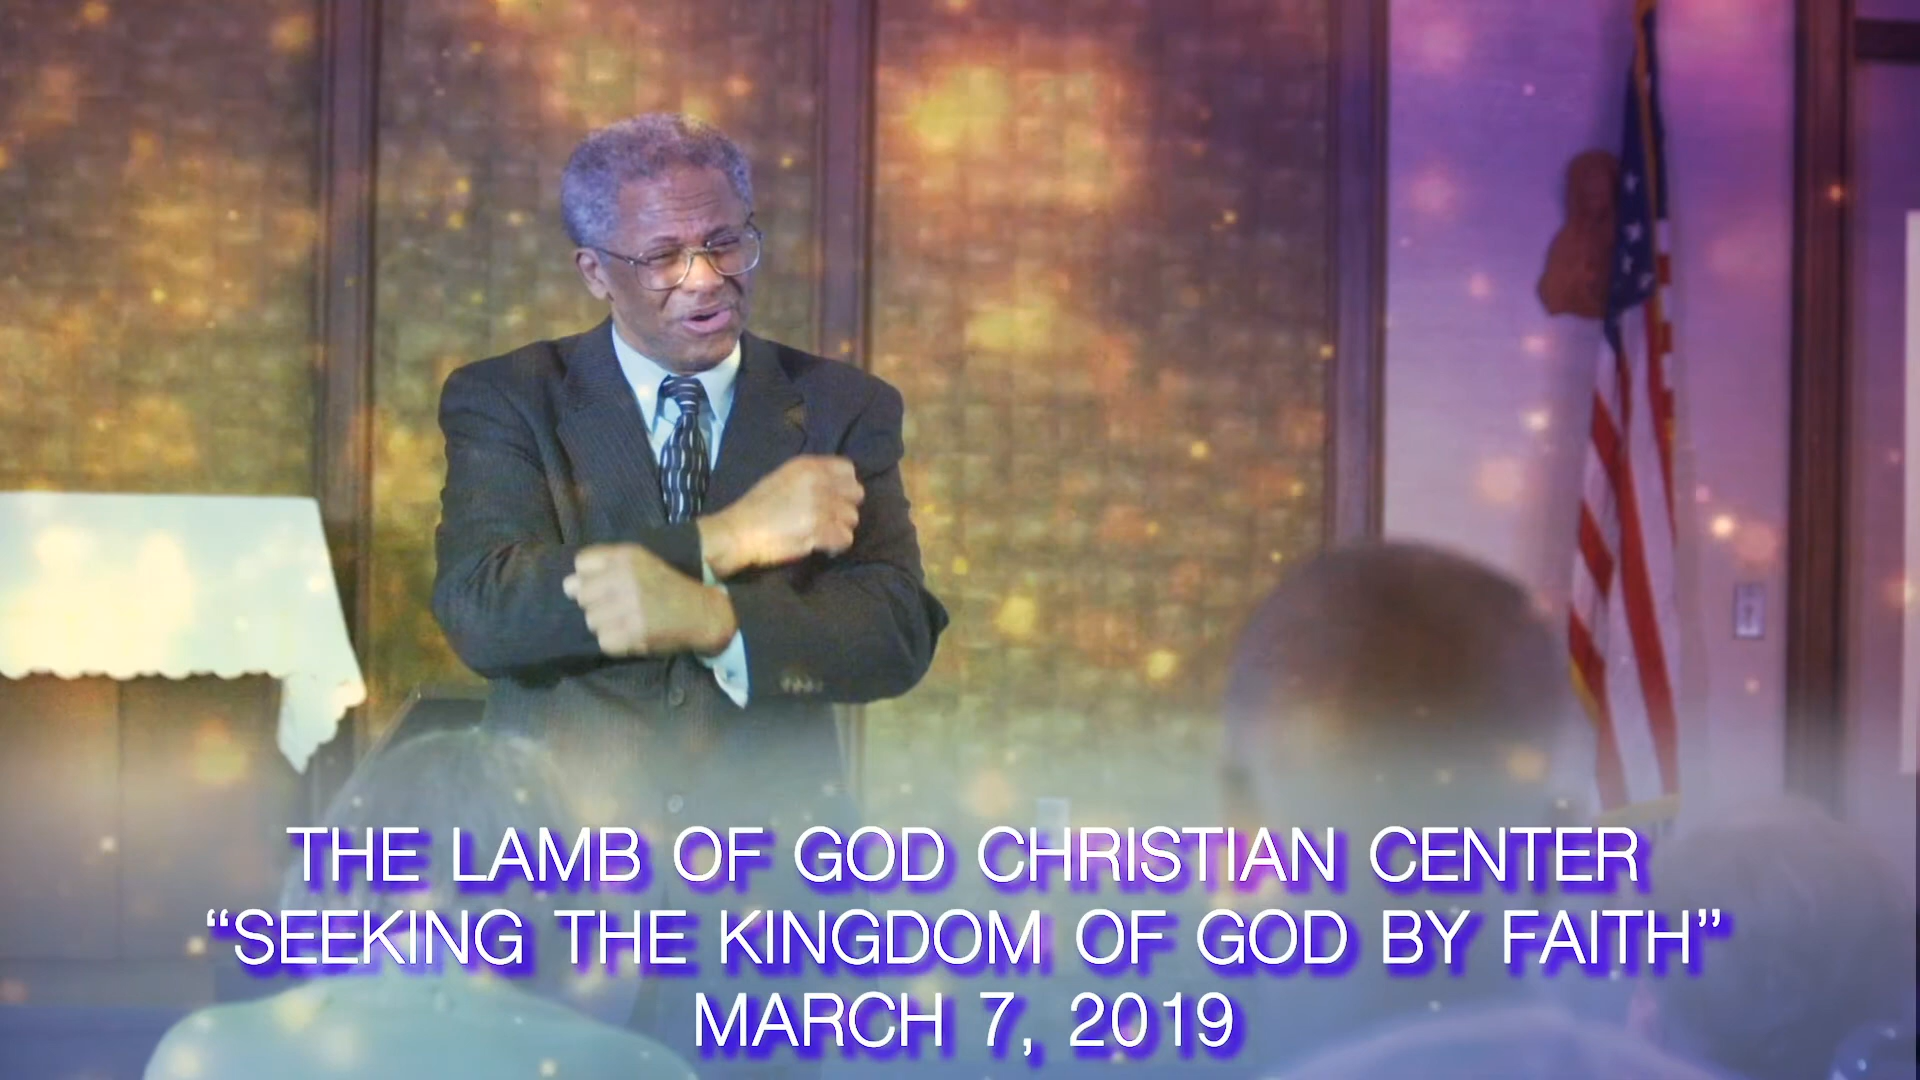 THE LAMB OF GOD CHRISTIAN CENTER
“SEEKING THE KINGDOM OF GOD BY FAITH”
MARCH 7, 2019